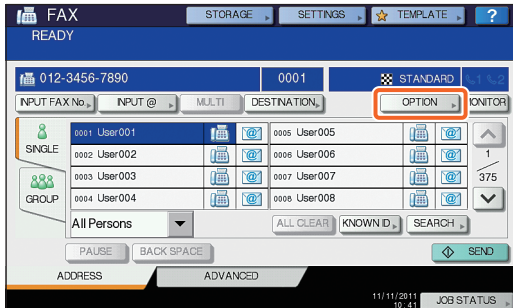 FAX STORAGE SETTINGS TEMPLATE ?
READY
012-3456-7890 0001 STANDARD 1 2
INPUT FAX No. INPUT @ MULTI DESTINATION OPTION MONITOR
SINGLE
GROUP
0001 User001
0002 User002
0003 User003
0004 User004
0005 User005
0006 User006
0007 User007
0008 User008
1
375
All Persons ALL CLEAR KNOWN ID SEARCH
PAUSE BACK SPACE SEND
ADDRESS ADVANCED
11/11/2011
10:41
JOB STATUS